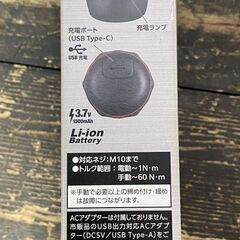 充電ポート
(USB Type-C)
充電ランプ
USB 充電
3.7v
1300mAh
Li-ion
Battery
●対応ネジ：M10まで
●トルク範囲：電動～1N・m
手動～60N・m
※手動で必要以上の締め付け・緩
めは故障につながります。
ACアダプターは付属しておりません。
市販品のUSB出力対応ACアダプ
ター(DC5V／USB Type-A)をご